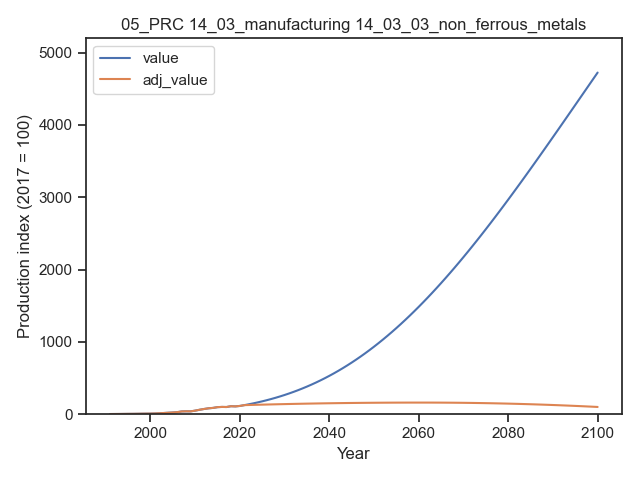 05_PRC 14_03_manufacturing 14_03_03_non_ferrous_metals
value
adj_value
Production index (2017 = 100)
5000
4000
3000
2000
1000
0
2000 2020 2040 2060 2080 2100
Year